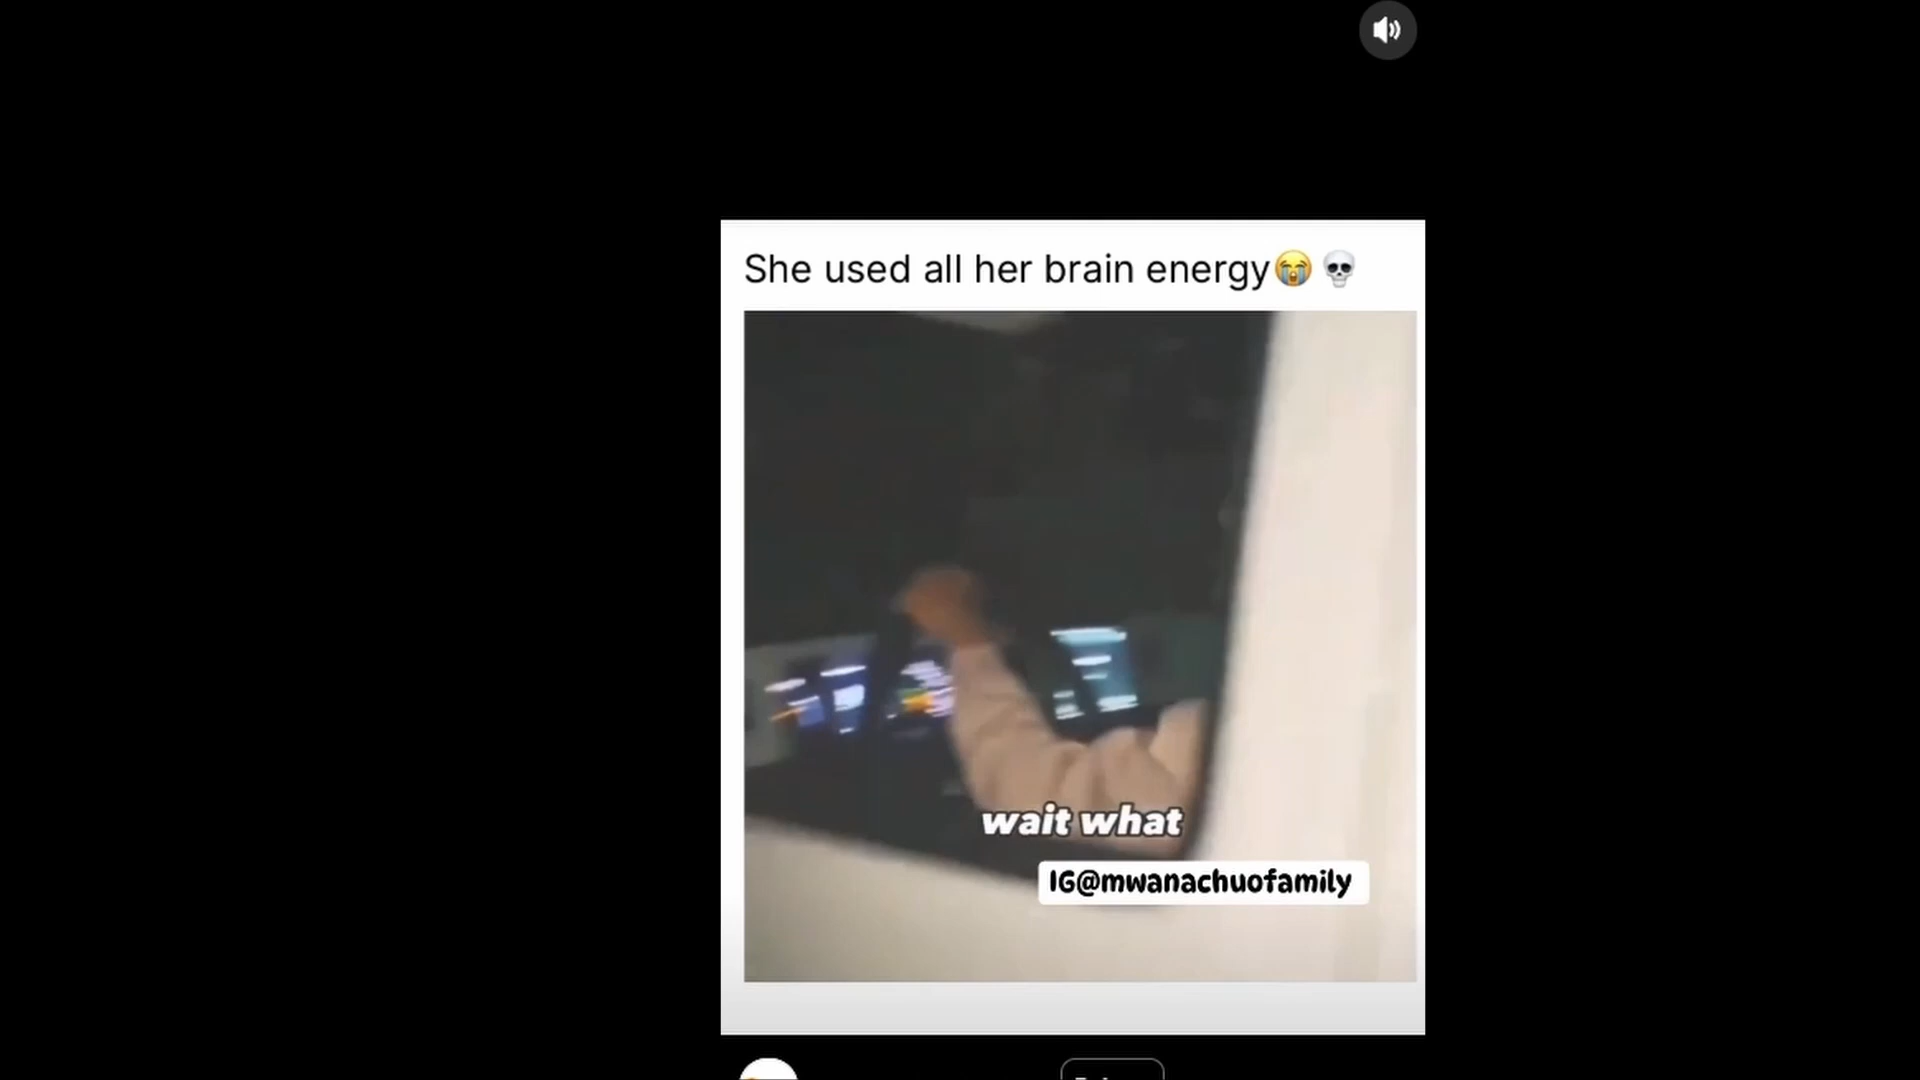 She used all her brain energy😭💀
wait what
IG@mwanachuofamily